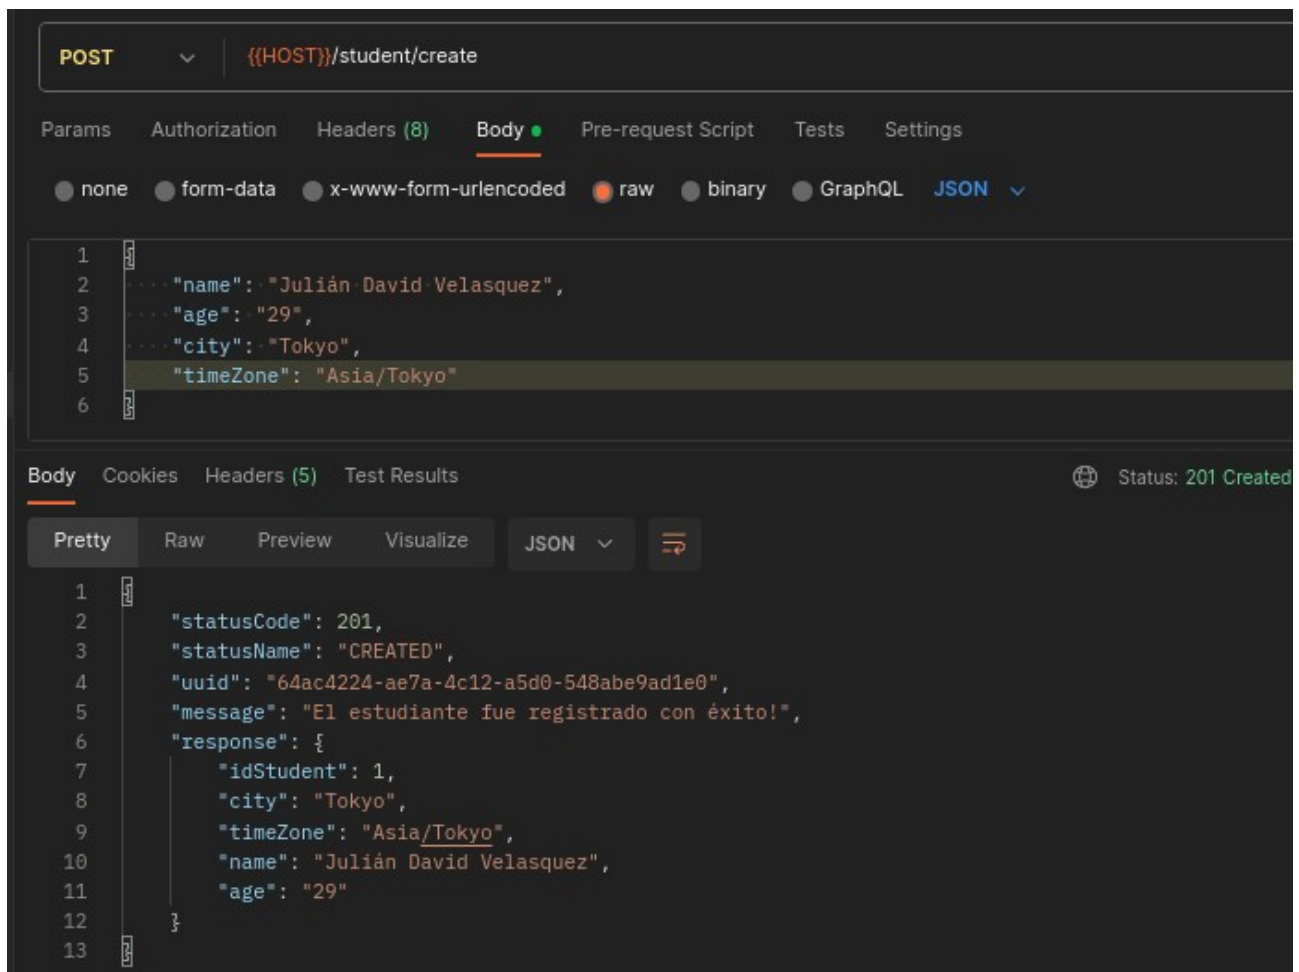 POST {{HOST}}/student/create
Params Authorization Headers (8) Body Pre-request Script Tests Settings
none form-data x-www-form-urlencoded raw binary GraphQL JSON
1 {
2 "name": "Julián David Velasquez",
3 "age": "29",
4 "city": "Tokyo",
5 "timeZone": "Asia/Tokyo"
6 }
Body Cookies Headers (5) Test Results Status: 201 Created
Pretty Raw Preview Visualize JSON
1 {
2 "statusCode": 201,
3 "statusName": "CREATED",
4 "uuid": "64ac4224-ae7a-4c12-a5d0-548abe9ad1e0",
5 "message": "El estudiante fue registrado con éxito!",
6 "response": {
7 "idStudent": 1,
8 "city": "Tokyo",
9 "timeZone": "Asia/Tokyo",
10 "name": "Julián David Velasquez",
11 "age": "29"
12 }
13 }